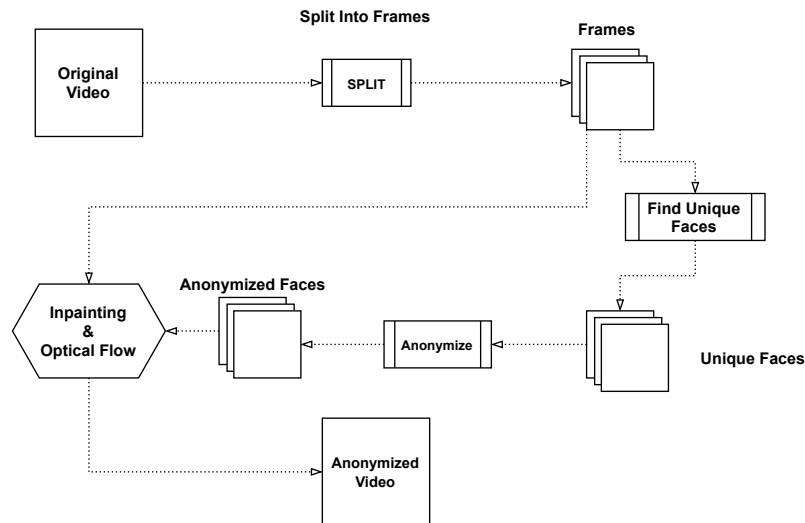 Split Into Frames
Frames
Original
Video
SPLIT
Find Unique
Faces
Anonymized Faces
Inpainting
&
Optical Flow
Anonymize
Unique Faces
Anonymized
Video